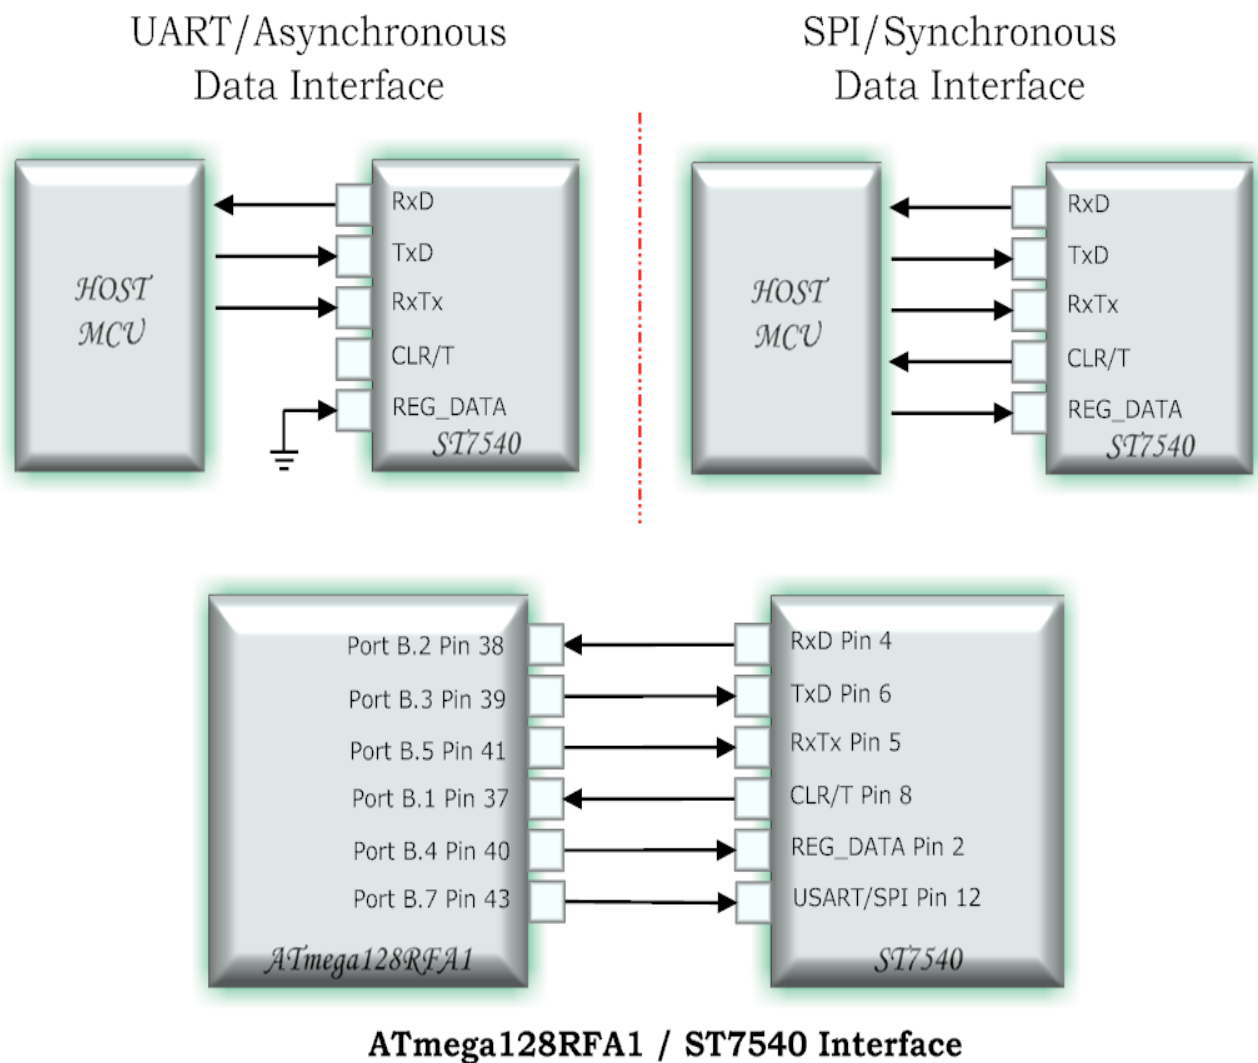 UART/Asynchronous
Data Interface
SPI/Synchronous
Data Interface
HOST
MCU
RxD
TxD
RxTx
CLR/T
REG_DATA
ST7540
HOST
MCU
RxD
TxD
RxTx
CLR/T
REG_DATA
ST7540
Port B.2 Pin 38
Port B.3 Pin 39
Port B.5 Pin 41
Port B.1 Pin 37
Port B.4 Pin 40
Port B.7 Pin 43
ATmega128RFA1
RxD Pin 4
TxD Pin 6
RxTx Pin 5
CLR/T Pin 8
REG_DATA Pin 2
USART/SPI Pin 12
ST7540
ATmega128RFA1 / ST7540 Interface